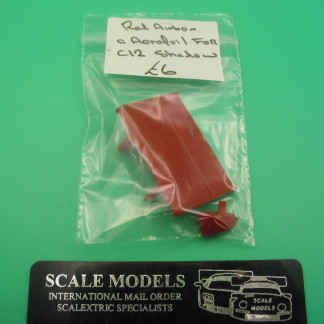 Red Airbox
& Aerofoil For
C12 Shadow
£6
SCALE MODELS
INTERNATIONAL MAIL ORDER
SCALEXTRIC SPECIALISTS
SCALE
MODELS